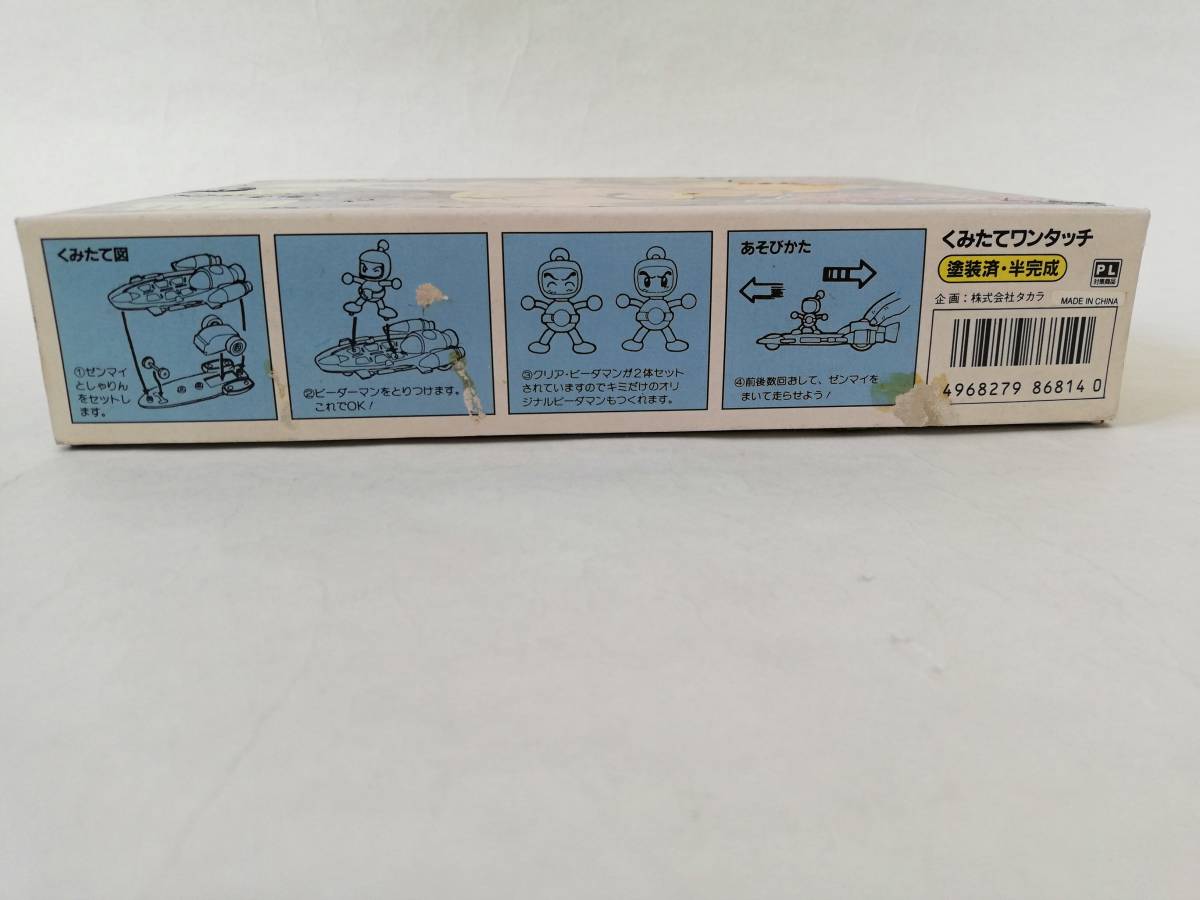 くみたて図
①ゼンマイ
としゃりん
をセットし
ます。
②ビーダーマンをとりつけます。
これでOK!
③クリア・ビーダマンが2体セット
されていますのでキミだけのオリ
ジナルビーダマンもつくれます。
あそびかた
④前後数回おして、ゼンマイを
まいて走らせよう!
くみたてワンタッチ
塗装済・半完成
PL
対策商品
企画:株式会社タカラ
MADE IN CHINA
4968279 86814 0